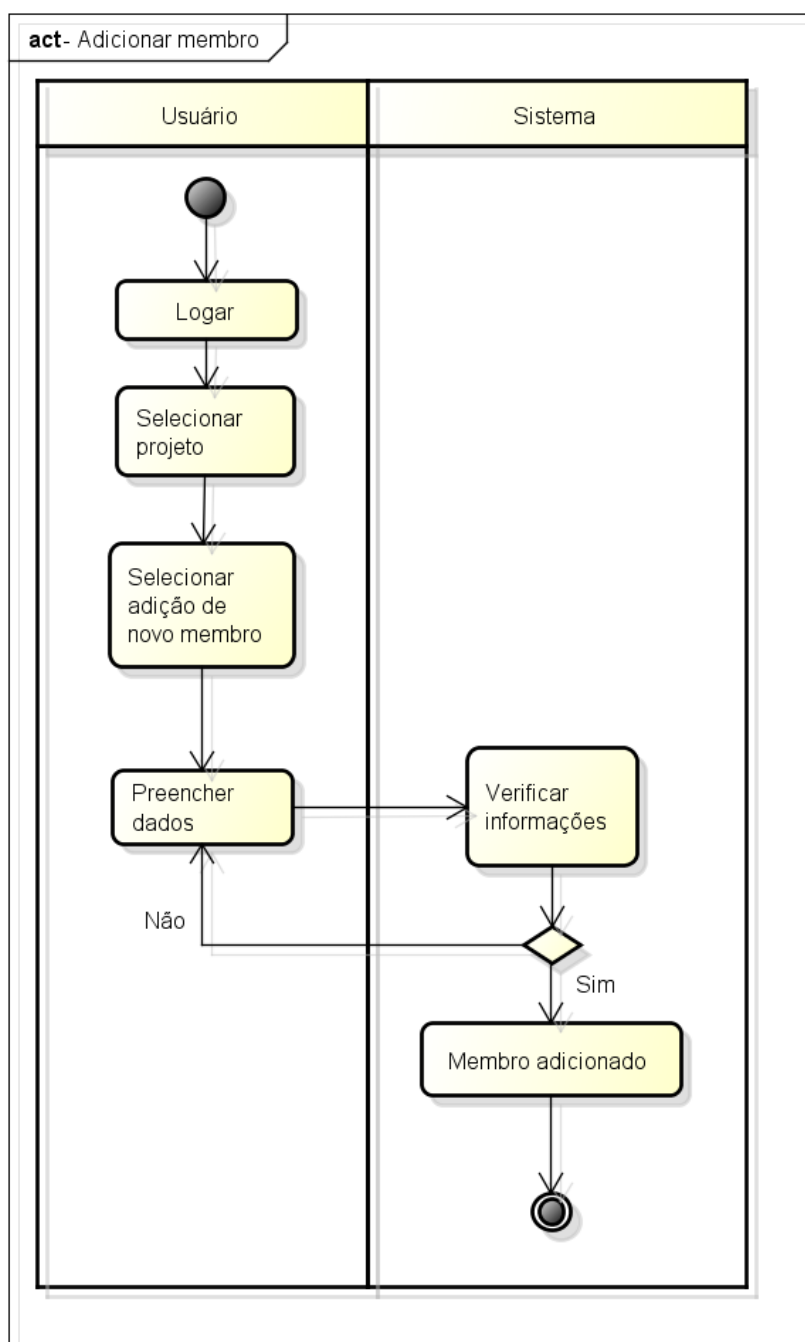 act- Adicionar membro
Usuário
Sistema
Logar
Selecionar
projeto
Selecionar
adição de
novo membro
Preencher
dados
Verificar
informações
Não
Sim
Membro adicionado